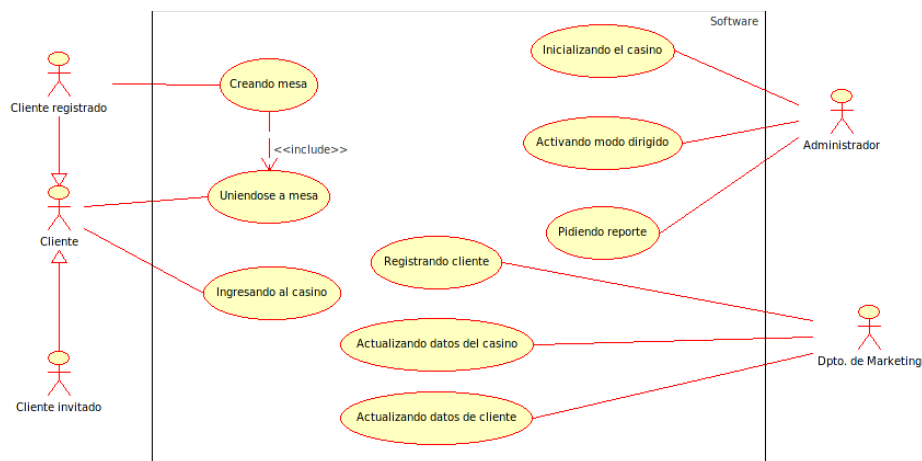 Software
Inicializando el casino
Creando mesa
Cliente registrado
Activando modo dirigido
Administrador
<<include>>
Uniendose a mesa
Cliente
Pidiendo reporte
Registrando cliente
Ingresando al casino
Actualizando datos del casino
Dpto. de Marketing
Cliente invitado
Actualizando datos de cliente